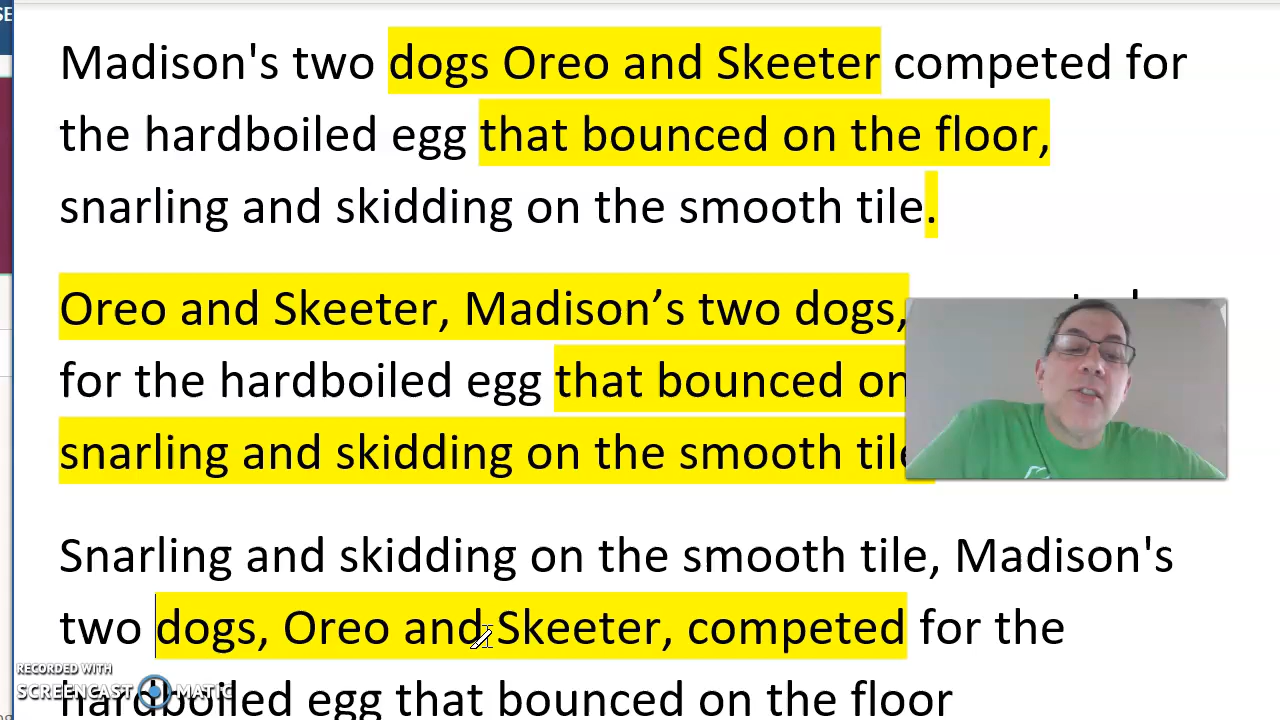 SE
Madison's two dogs Oreo and Skeeter competed for
the hardboiled egg that bounced on the floor,
snarling and skidding on the smooth tile.
Oreo and Skeeter, Madison’s two dogs,
for the hardboiled egg that bounced on
snarling and skidding on the smooth tile
Snarling and skidding on the smooth tile, Madison's
two dogs, Oreo and Skeeter, competed for the
hardboiled egg that bounced on the floor
RECORDED WITH
SCREENCAST MATIC